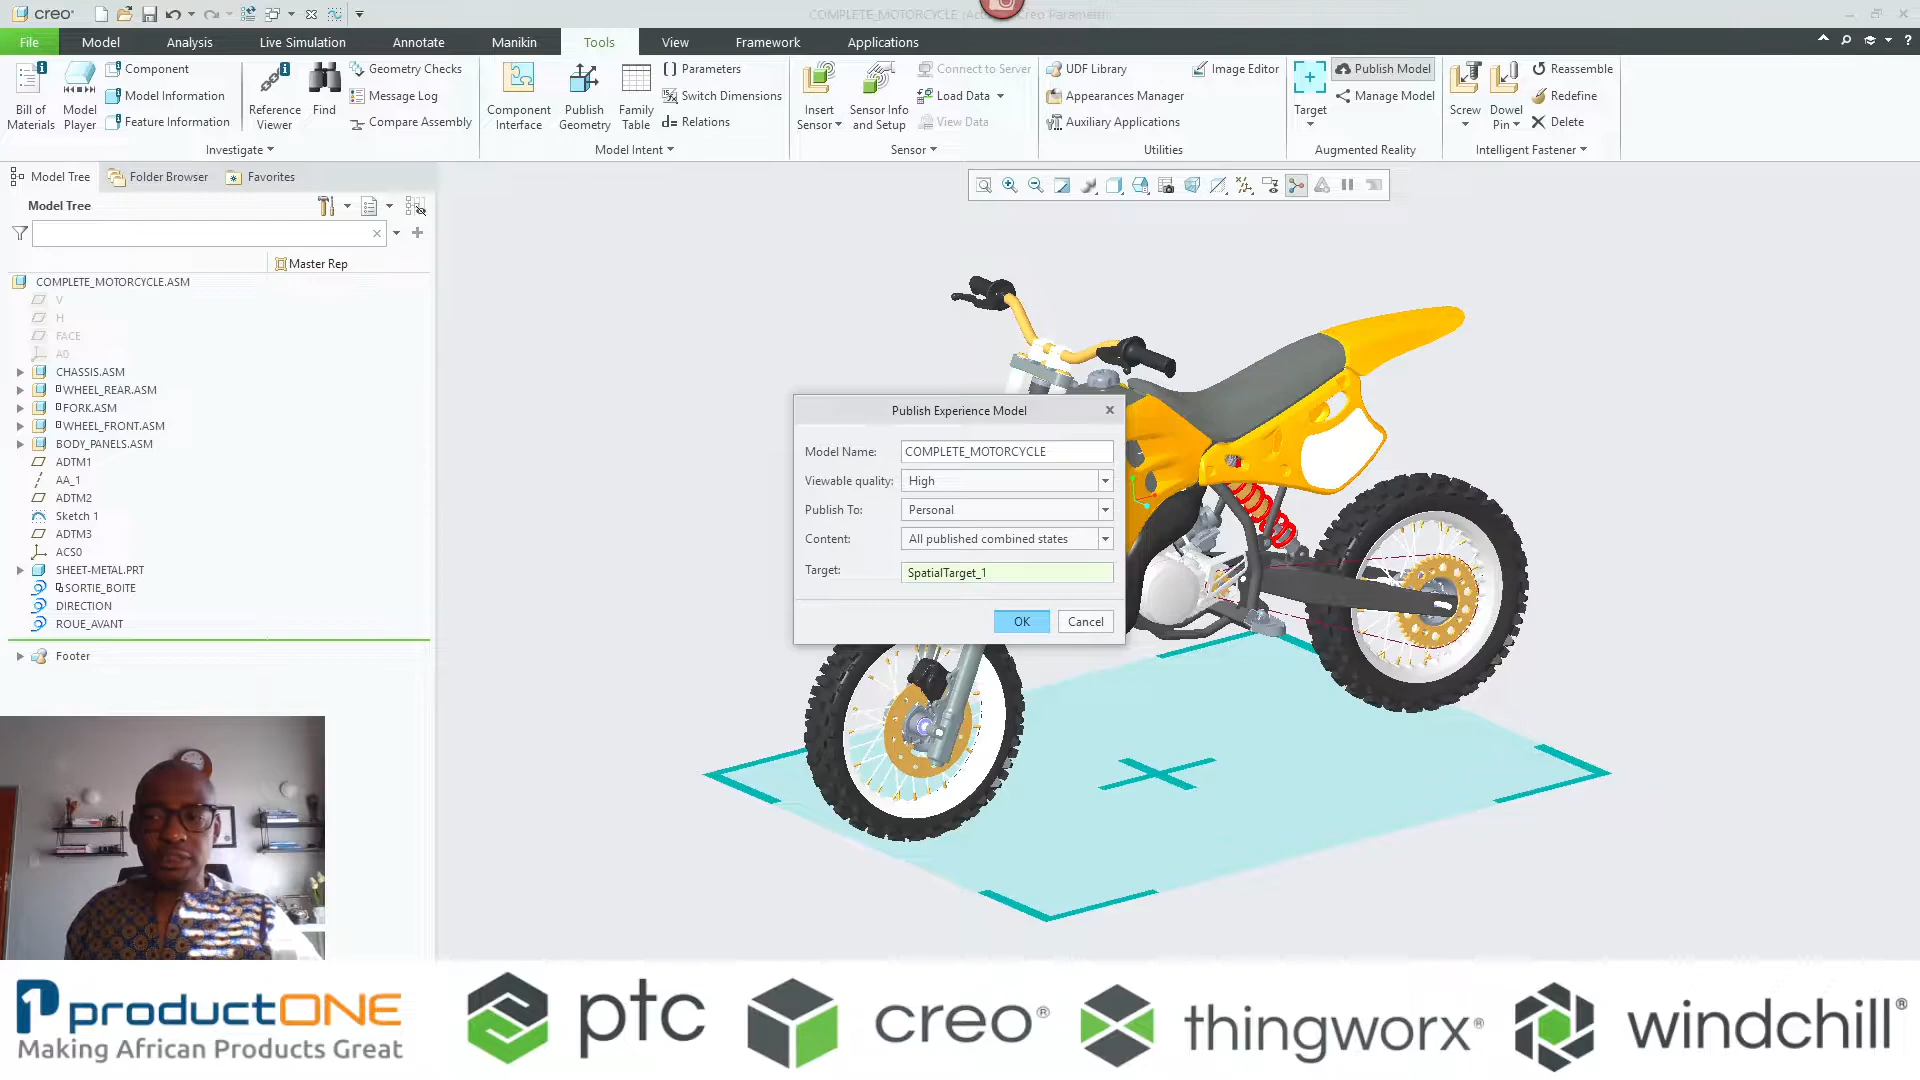 creo®
COMPLETE_MOTORCYCLE (Active) Creo Parametric
File
Model
Analysis
Live Simulation
Annotate
Manikin
Tools
View
Framework
Applications
Bill of Materials
Model Player
Component
Model Information
Feature Information
Reference Viewer
Find
Geometry Checks
Message Log
Compare Assembly
Investigate
Component Interface
Publish Geometry
Family Table
Parameters
Switch Dimensions
d= Relations
Model Intent
Insert Sensor
Sensor Info and Setup
Connect to Server
Load Data
View Data
Sensor
UDF Library
Appearances Manager
Auxiliary Applications
Image Editor
Utilities
Target
Publish Model
Manage Model
Augmented Reality
Screw
Dowel Pin
Reassemble
Redefine
Delete
Intelligent Fastener
Model Tree
Folder Browser
Favorites
Model Tree
Master Rep
COMPLETE_MOTORCYCLE.ASM
V
H
FACE
A0
CHASSIS.ASM
WHEEL_REAR.ASM
FORK.ASM
WHEEL_FRONT.ASM
BODY_PANELS.ASM
ADTM1
AA_1
ADTM2
Sketch 1
ADTM3
ACS0
SHEET-METAL.PRT
SORTIE_BOITE
DIRECTION
ROUE_AVANT
Footer
Publish Experience Model
Model Name: COMPLETE_MOTORCYCLE
Viewable quality: High
Publish To: Personal
Content: All published combined states
Target: SpatialTarget_1
OK
Cancel
productONE
Making African Products Great
ptc
creo®
thingworx®
windchill®